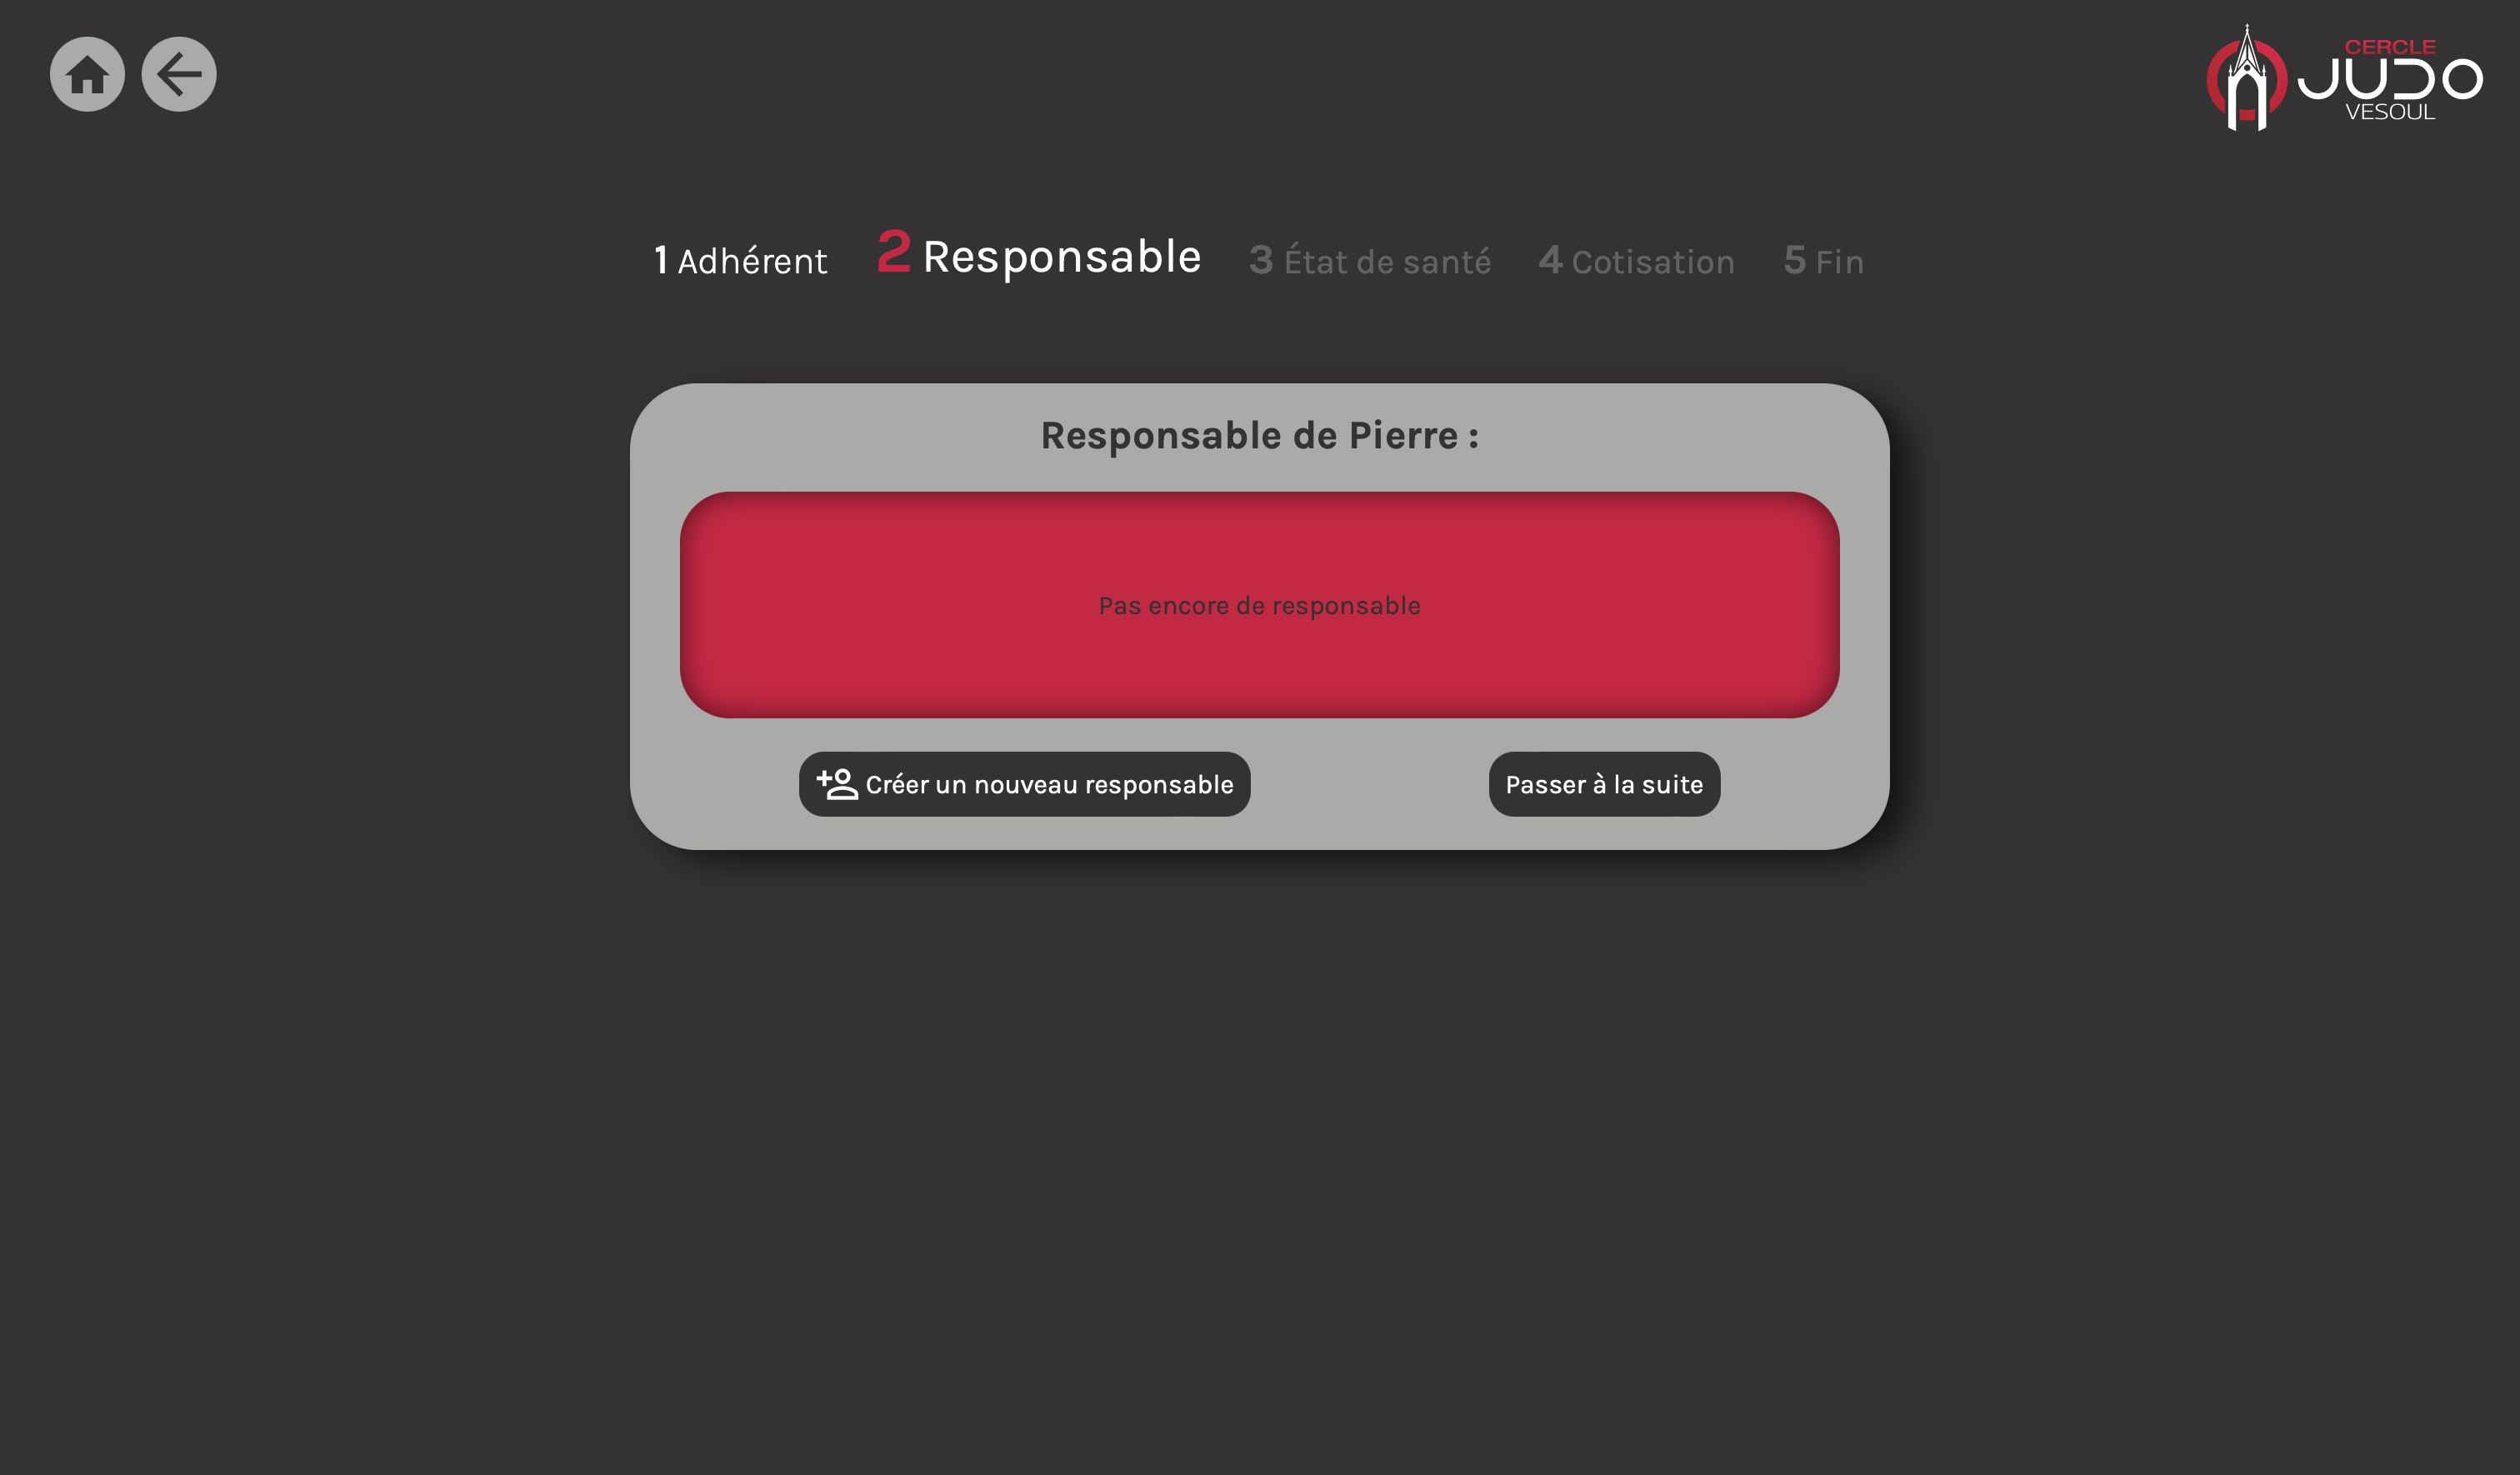 CERCLE
JUDO
VESOUL
1 Adhérent 2 Responsable 3 État de santé 4 Cotisation 5 Fin
Responsable de Pierre :
Pas encore de responsable
Créer un nouveau responsable
Passer à la suite